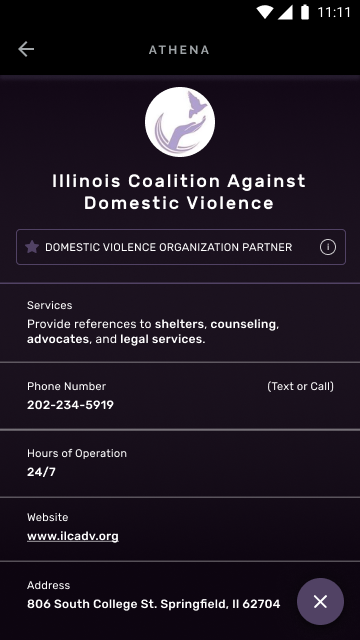 11:11
ATHENA
Illinois Coalition Against
Domestic Violence
DOMESTIC VIOLENCE ORGANIZATION PARTNER
Services
Provide references to shelters, counseling,
advocates, and legal services.
Phone Number (Text or Call)
202-234-5919
Hours of Operation
24/7
Website
www.ilcadv.org
Address
806 South College St. Springfield, Il 62704